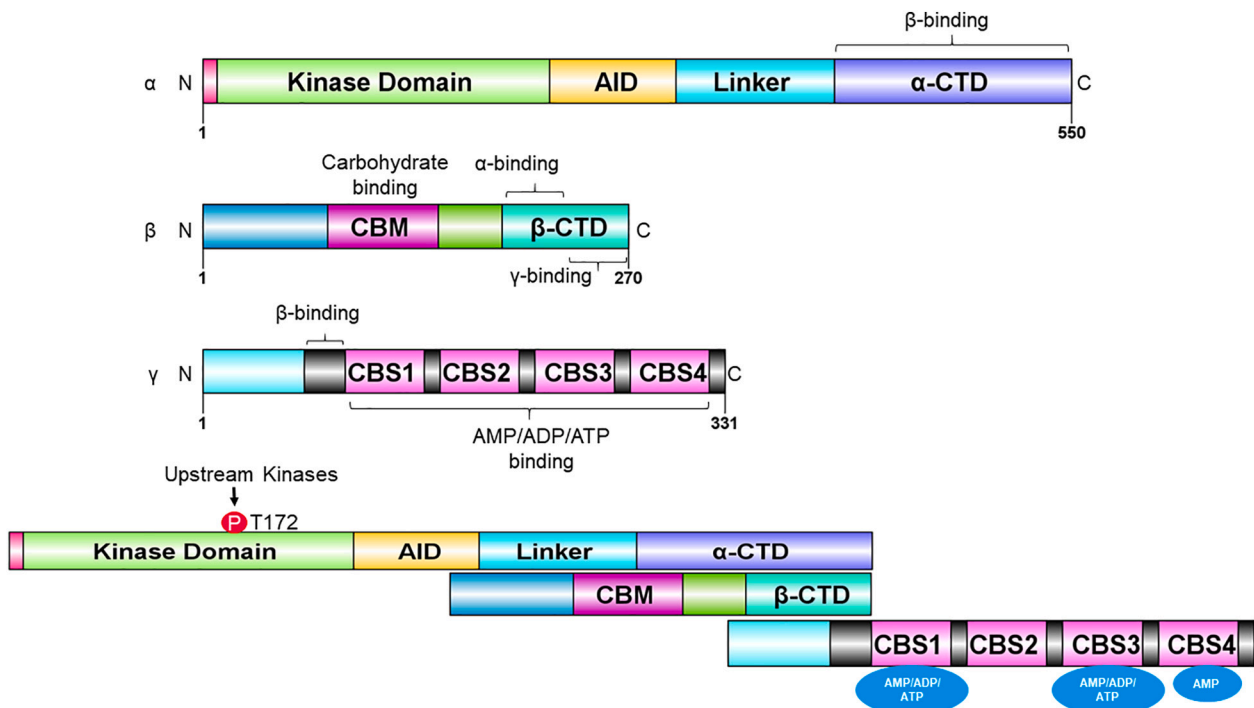 β-binding
α N Kinase Domain AID Linker α-CTD C
1 550
Carbohydrate
binding
α-binding
β N CBM β-CTD C
1 270
γ-binding
β-binding
γ N CBS1 CBS2 CBS3 CBS4 C
1 331
AMP/ADP/ATP
binding
Upstream Kinases
P T172
Kinase Domain AID Linker α-CTD
CBM β-CTD
CBS1 CBS2 CBS3 CBS4
AMP/ADP/
ATP
AMP/ADP/
ATP
AMP